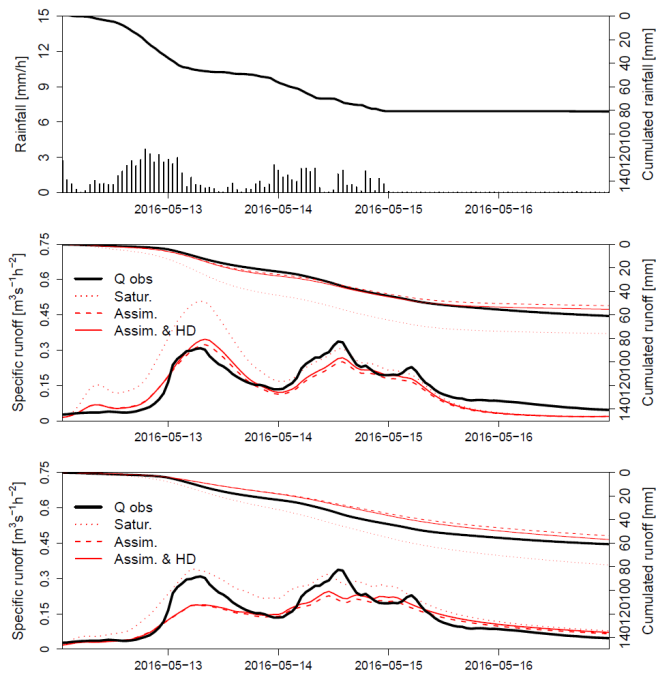 Rainfall [mm/h]
15
12
9
6
3
0
Cumulated rainfall [mm]
0
20
40
60
80
100
120
140
2016-05-13 2016-05-14 2016-05-15 2016-05-16
Specific runoff [m³s⁻¹h⁻²]
0.75
0.6
0.45
0.3
0.15
0
Q obs
Satur.
Assim.
Assim. & HD
Cumulated runoff [mm]
0
20
40
60
80
100
120
140
2016-05-13 2016-05-14 2016-05-15 2016-05-16
Specific runoff [m³s⁻¹h⁻²]
0.75
0.6
0.45
0.3
0.15
0
Q obs
Satur.
Assim.
Assim. & HD
Cumulated runoff [mm]
0
20
40
60
80
100
120
140
2016-05-13 2016-05-14 2016-05-15 2016-05-16